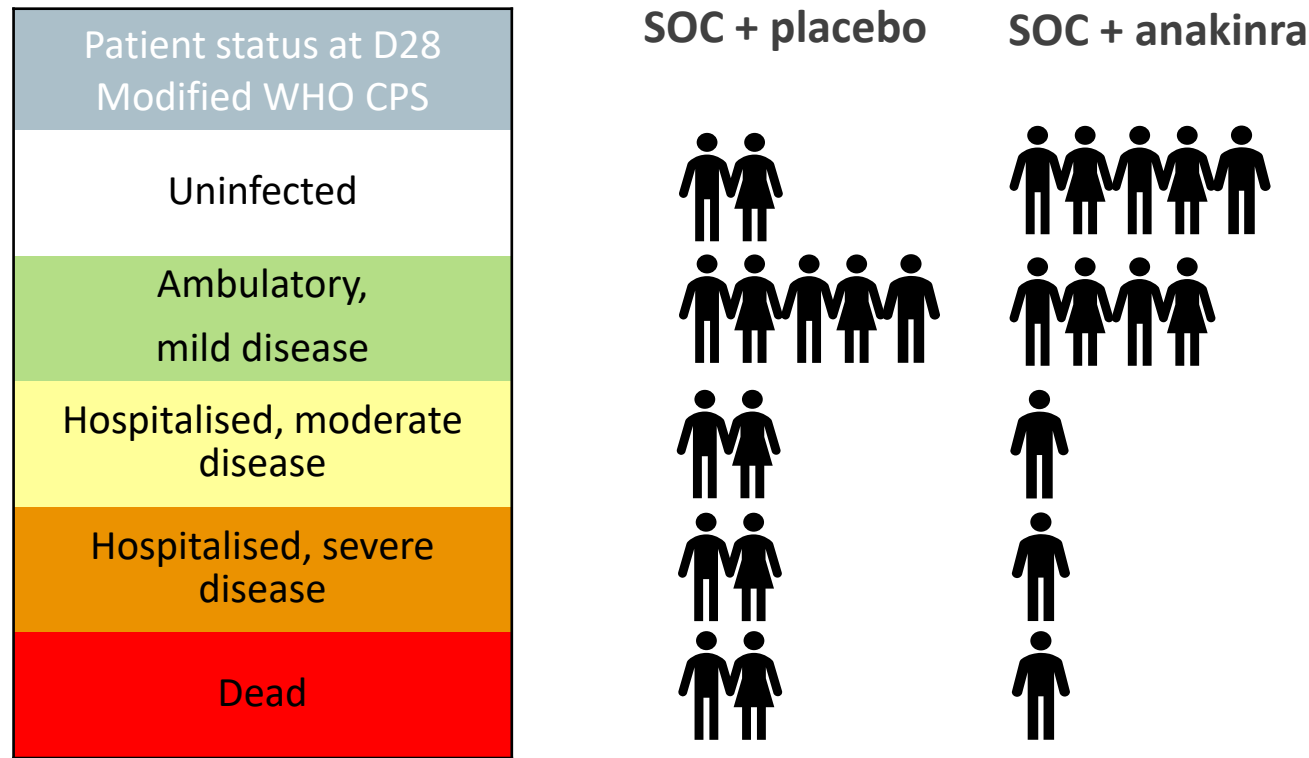 Patient status at D28
Modified WHO CPS
SOC + placebo
SOC + anakinra
Uninfected
Ambulatory,
mild disease
Hospitalised, moderate
disease
Hospitalised, severe
disease
Dead